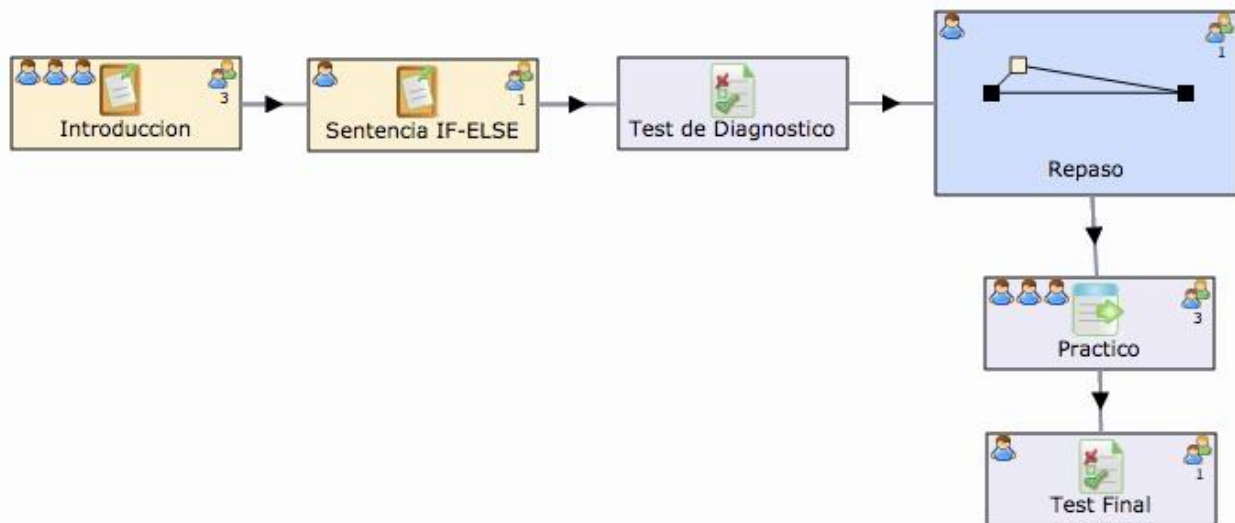 3
Introduccion
1
Sentencia IF-ELSE
Test de Diagnostico
1
Repaso
3
Practico
1
Test Final